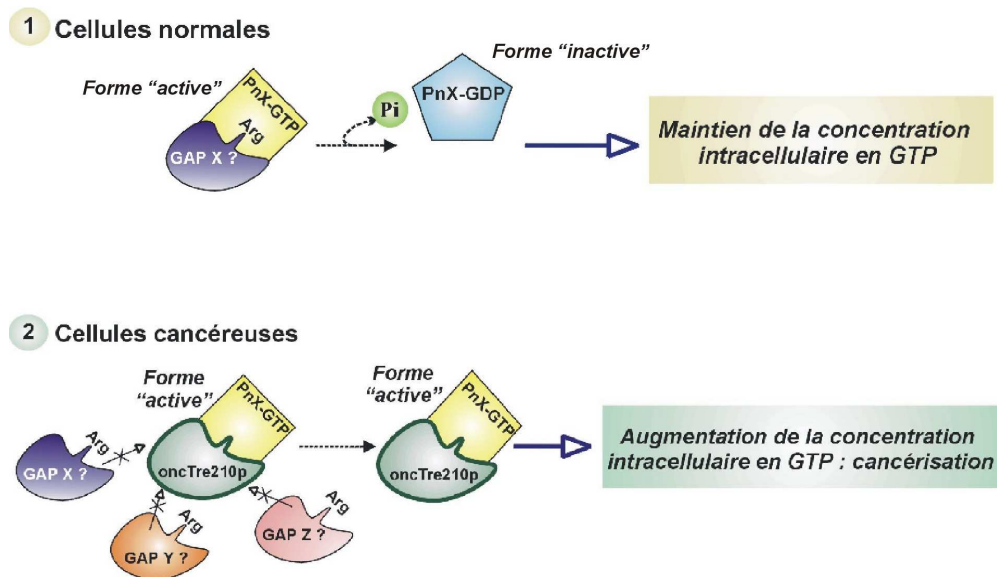 1 Cellules normales
Forme "inactive"
Forme "active"
PnX-GTP
Arg
GAP X ?
Pi
PnX-GDP
Maintien de la concentration
intracellulaire en GTP
2 Cellules cancéreuses
Forme
"active"
PnX-GTP
Forme
"active"
PnX-GTP
Arg
GAP X ?
oncTre210p
oncTre210p
Arg
GAP Y ?
Arg
GAP Z ?
Augmentation de la concentration
intracellulaire en GTP : cancérisation